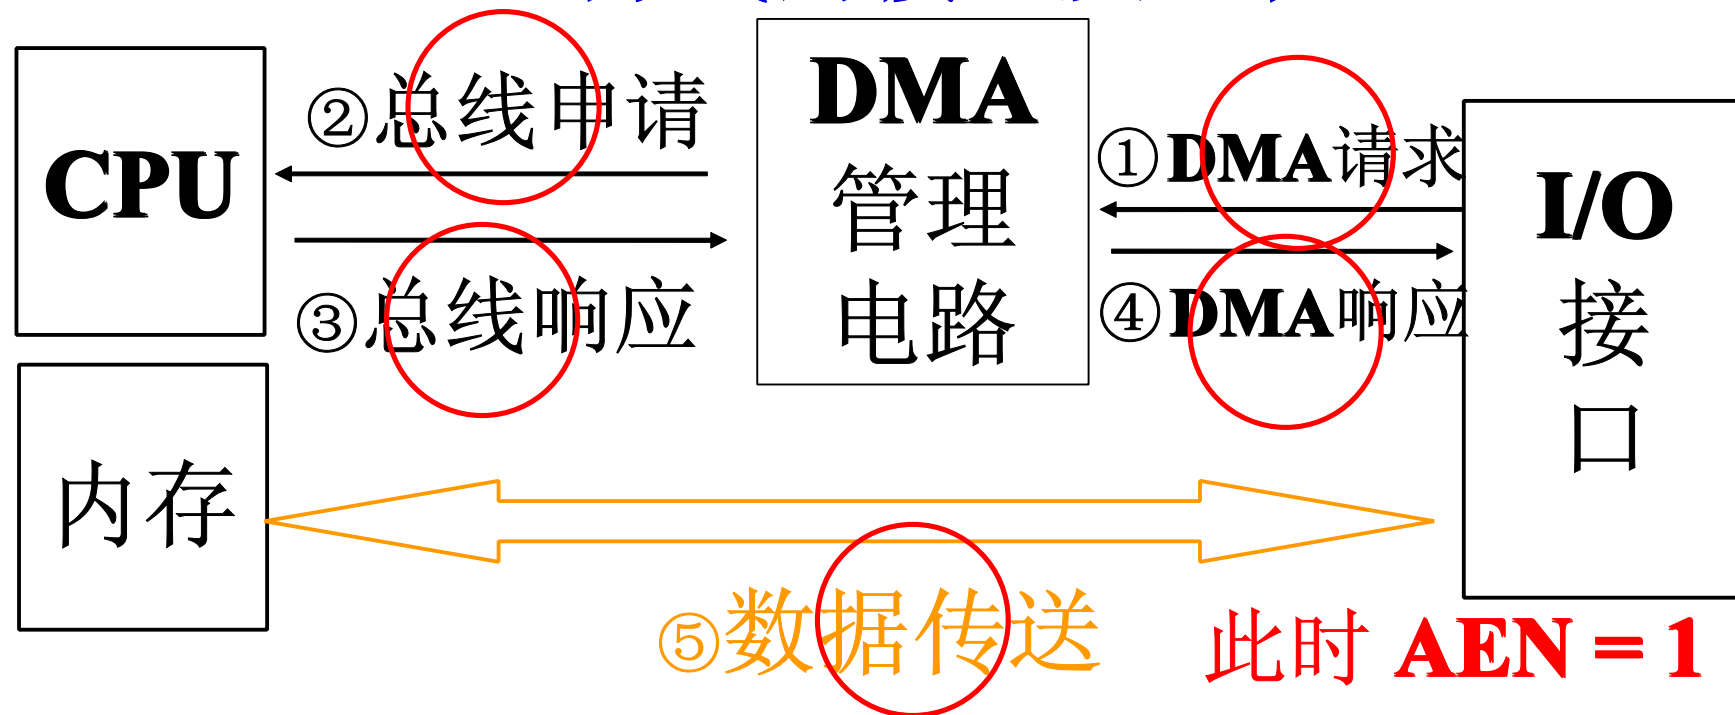 CPU
②总线申请
③总线响应
DMA
管理
电路
①DMA请求
④DMA响应
I/O
接
口
内存
⑤数据传送
此时 AEN = 1